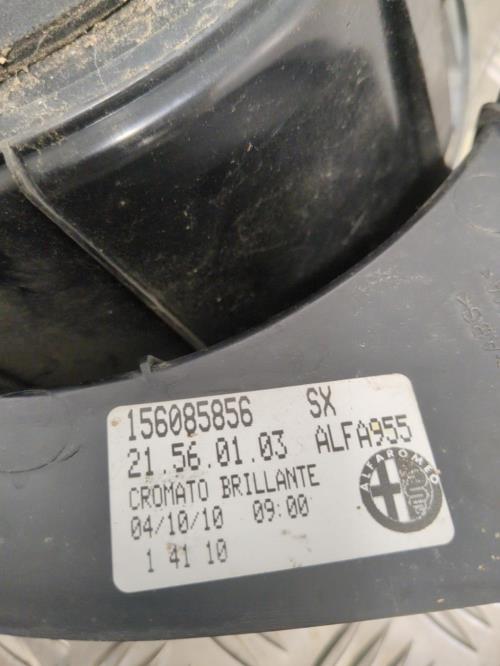 156085856 SX
21.56.01.03 ALFA955
CROMATO BRILLANTE
04/10/10 09:00
1 41 10
ALFA ROMEO